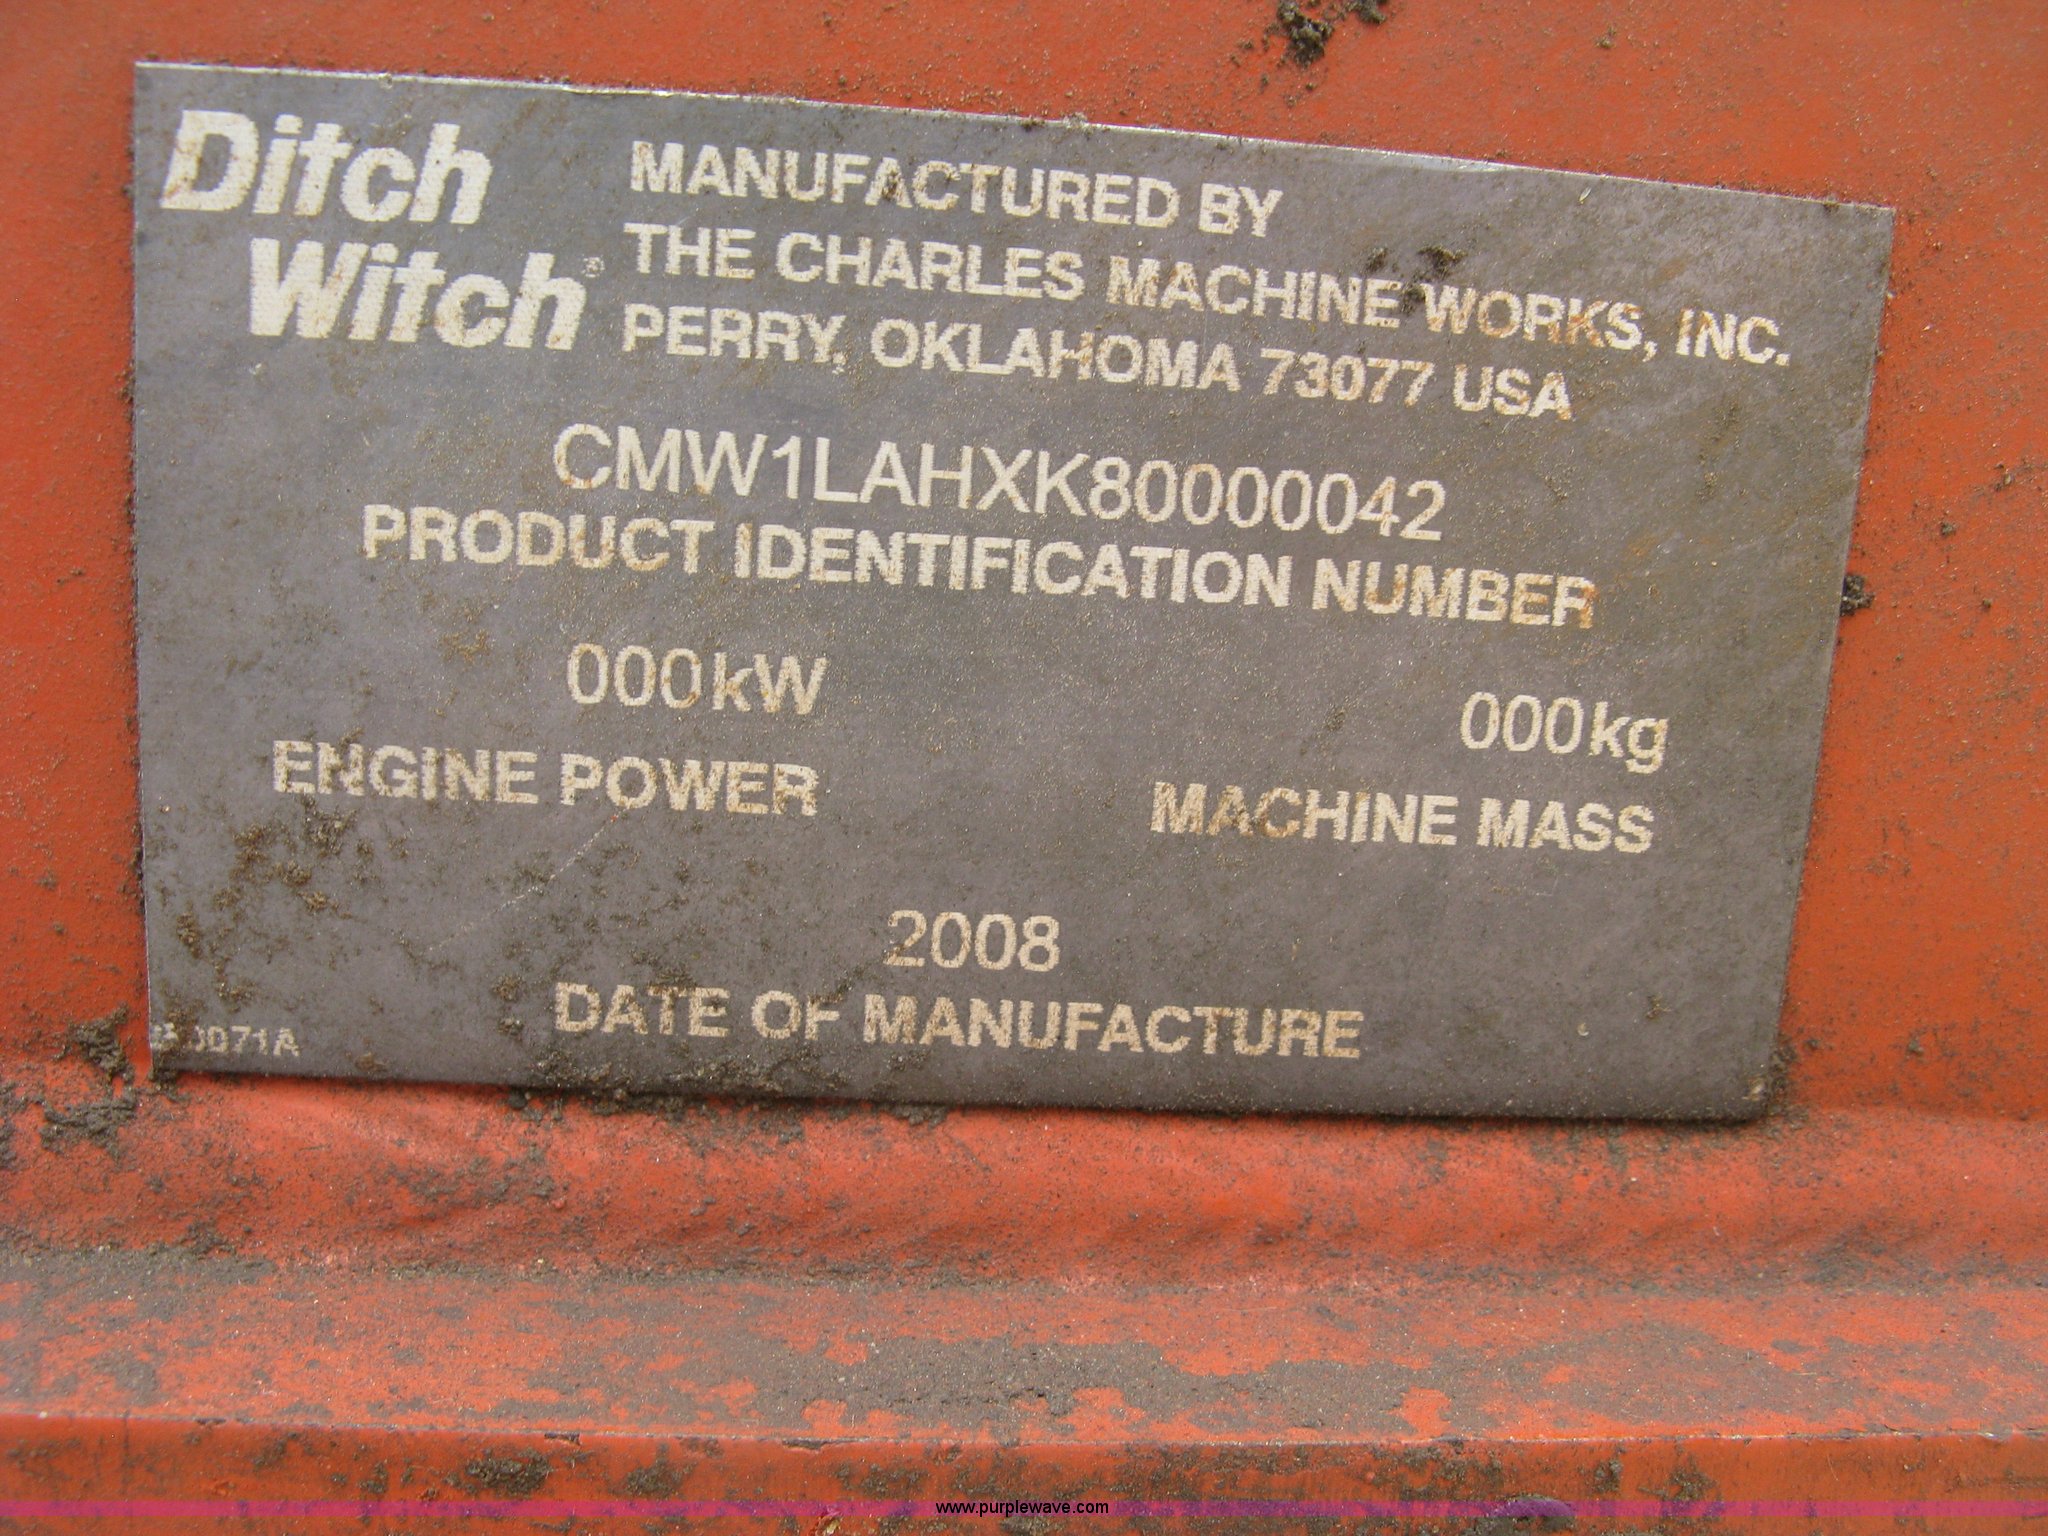 Ditch
Witch®
MANUFACTURED BY
THE CHARLES MACHINE WORKS, INC.
PERRY, OKLAHOMA 73077 USA
CMW1LAHXK80000042
PRODUCT IDENTIFICATION NUMBER
000kW
ENGINE POWER
000kg
MACHINE MASS
2008
DATE OF MANUFACTURE
www.purplewave.com